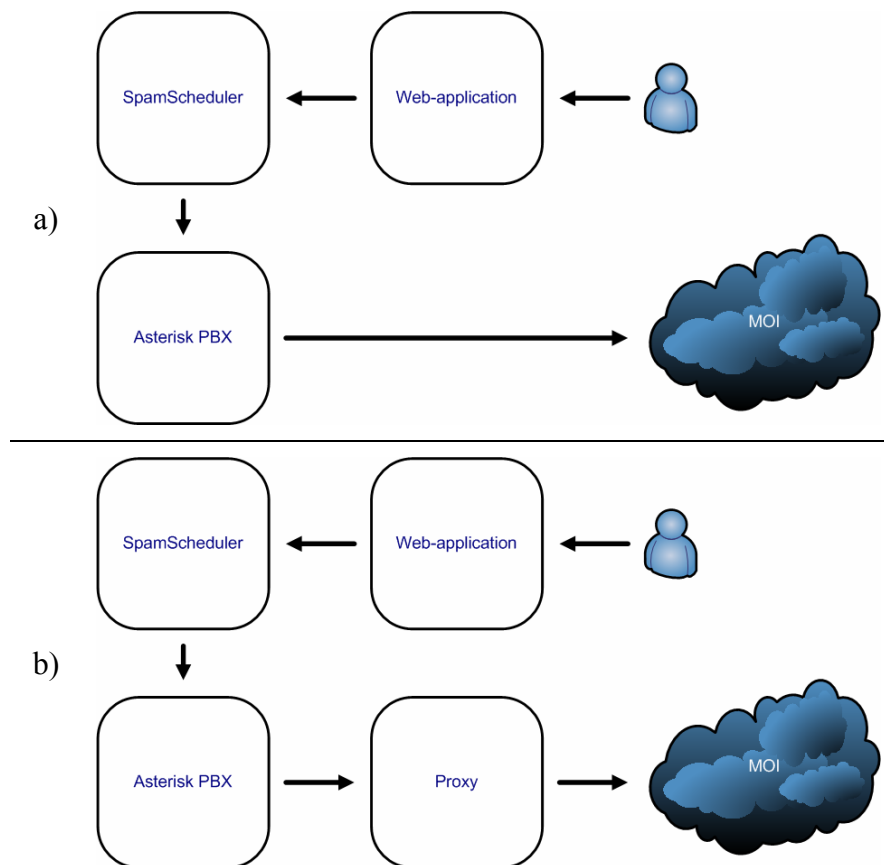 SpamScheduler
Web-application
a)
Asterisk PBX
MOI
SpamScheduler
Web-application
b)
Asterisk PBX
Proxy
MOI